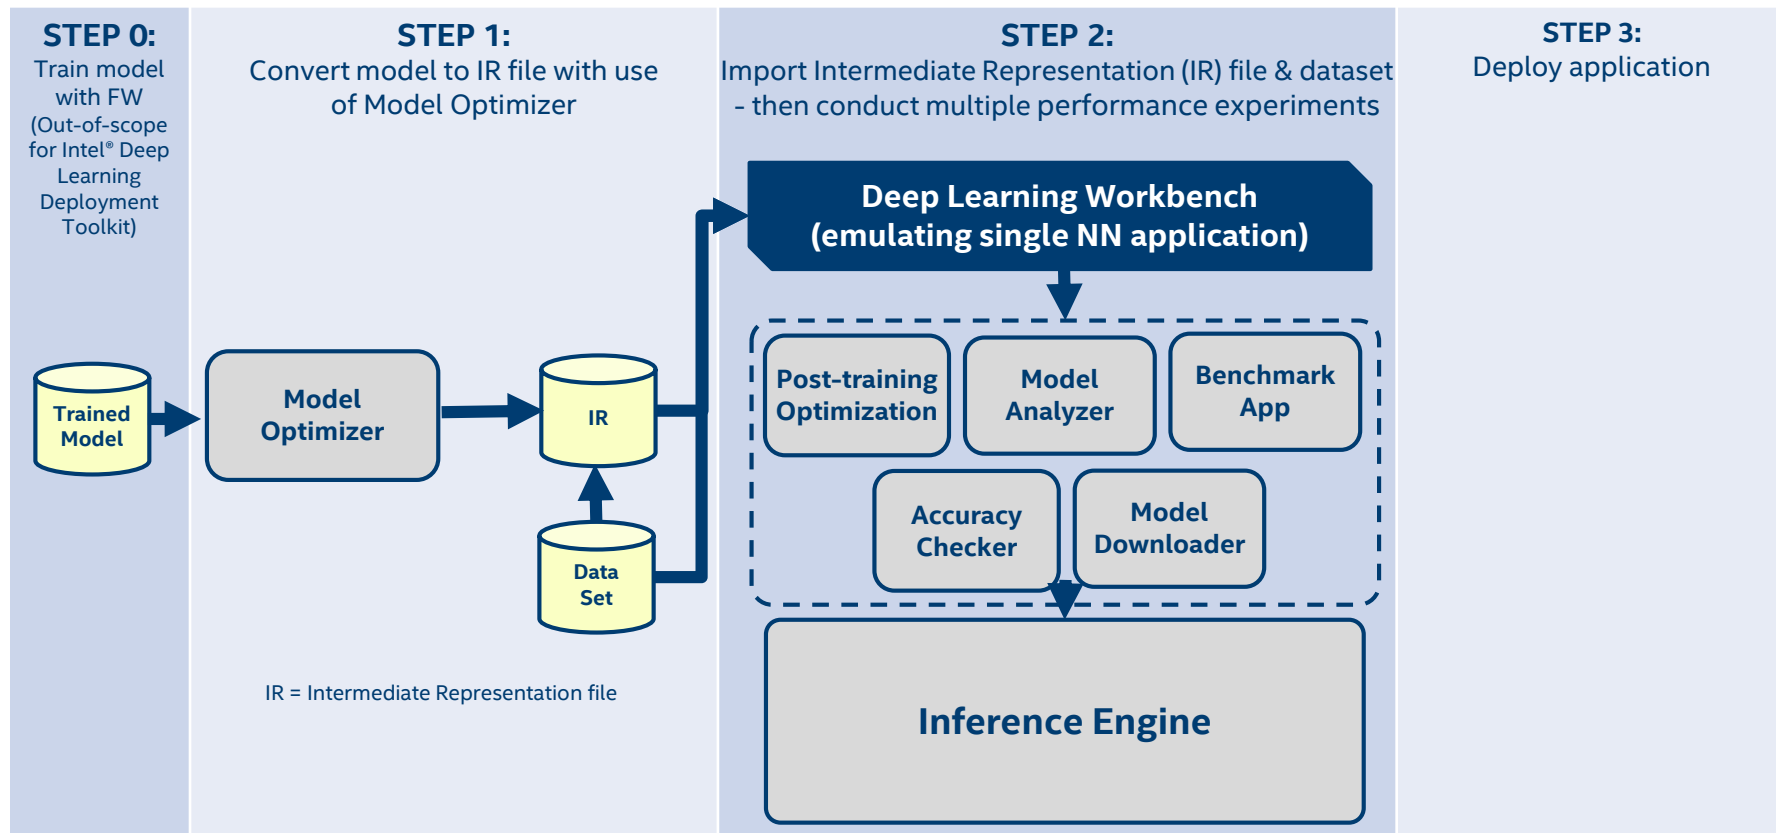 STEP 0:
Train model
with FW
(Out-of-scope
for Intel® Deep
Learning
Deployment
Toolkit)
STEP 1:
Convert model to IR file with use
of Model Optimizer
STEP 2:
Import Intermediate Representation (IR) file & dataset
- then conduct multiple performance experiments
STEP 3:
Deploy application
Trained
Model
Model
Optimizer
IR
Data
Set
IR = Intermediate Representation file
Deep Learning Workbench
(emulating single NN application)
Post-training
Optimization
Model
Analyzer
Benchmark
App
Accuracy
Checker
Model
Downloader
Inference Engine